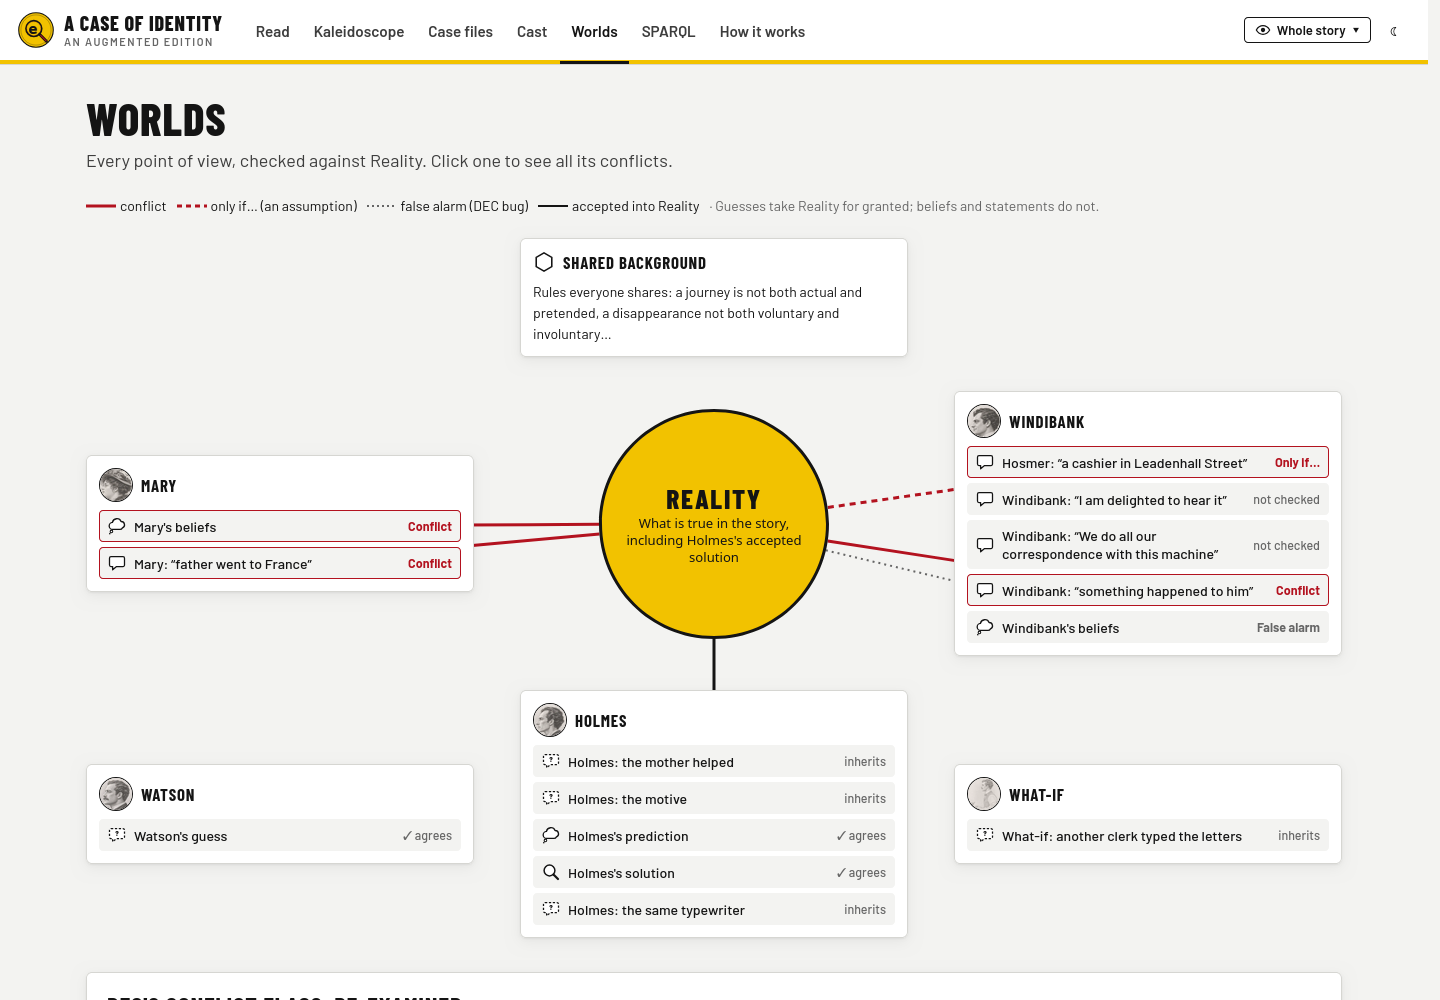 A CASE OF IDENTITY
AN AUGMENTED EDITION
Read
Kaleidoscope
Case files
Cast
Worlds
SPARQL
How it works
Whole story ▾
WORLDS
Every point of view, checked against Reality. Click one to see all its conflicts.
conflict
only if... (an assumption)
false alarm (DEC bug)
accepted into Reality
· Guesses take Reality for granted; beliefs and statements do not.
SHARED BACKGROUND
Rules everyone shares: a journey is not both actual and
pretended, a disappearance not both voluntary and
involuntary...
MARY
Mary's beliefs
Conflict
Mary: “father went to France”
Conflict
REALITY
What is true in the story,
including Holmes's accepted
solution
WINDIBANK
Hosmer: “a cashier in Leadenhall Street”
Only if...
Windibank: “I am delighted to hear it”
not checked
Windibank: “We do all our
correspondence with this machine”
not checked
Windibank: “something happened to him”
Conflict
Windibank's beliefs
False alarm
WATSON
Watson's guess
✓ agrees
HOLMES
Holmes: the mother helped
inherits
Holmes: the motive
inherits
Holmes's prediction
✓ agrees
Holmes's solution
✓ agrees
Holmes: the same typewriter
inherits
WHAT-IF
What-if: another clerk typed the letters
inherits